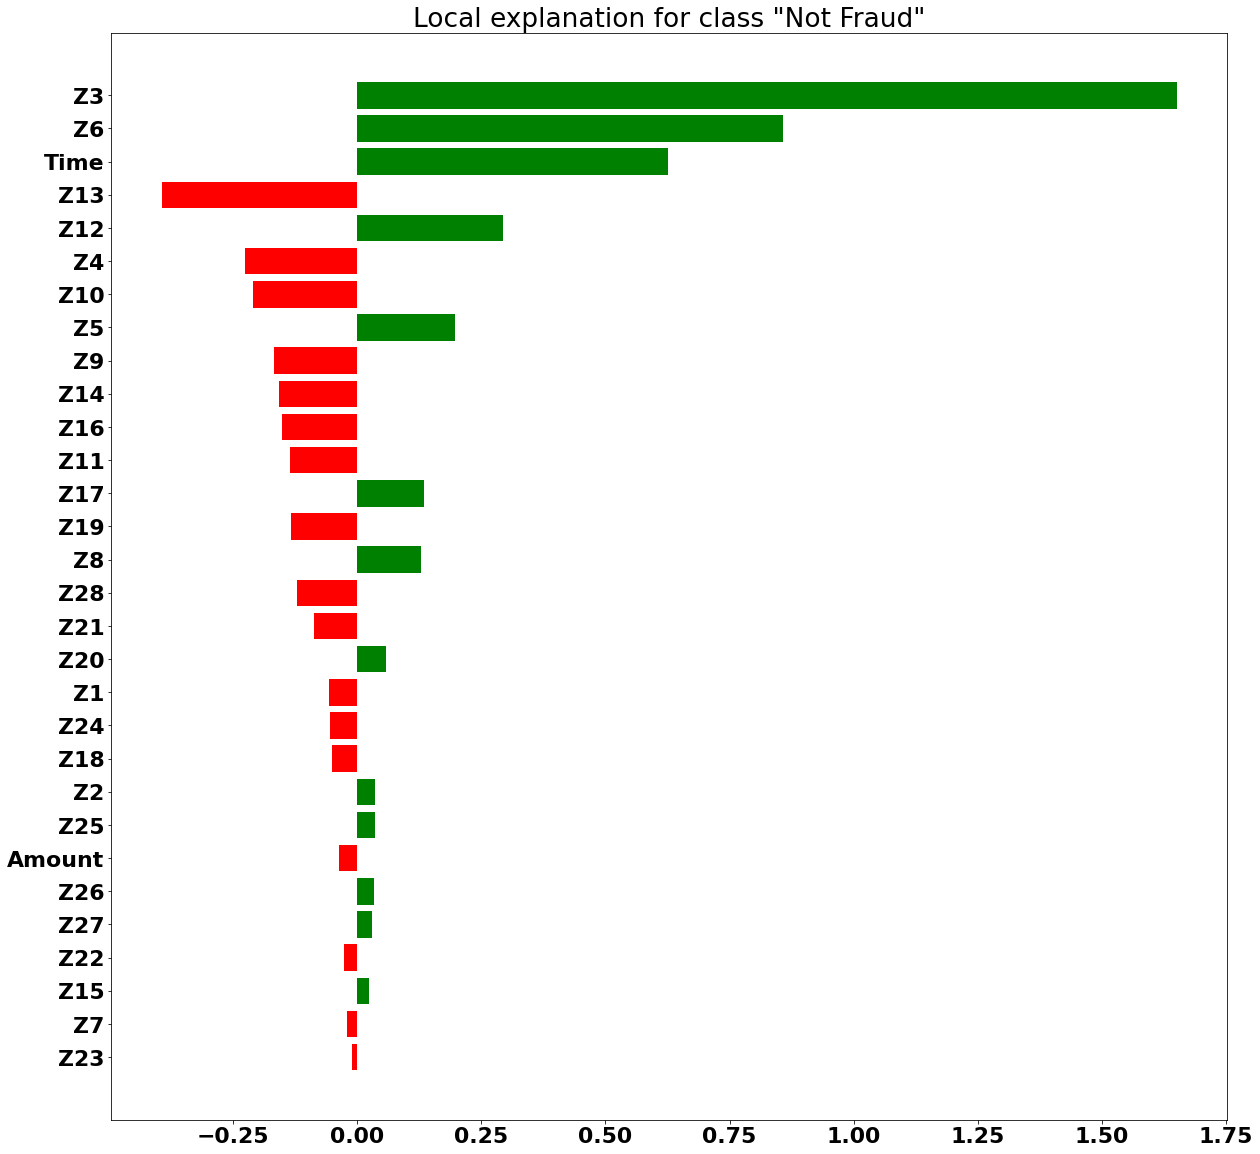 Local explanation for class "Not Fraud"
Z3
Z6
Time
Z13
Z12
Z4
Z10
Z5
Z9
Z14
Z16
Z11
Z17
Z19
Z8
Z28
Z21
Z20
Z1
Z24
Z18
Z2
Z25
Amount
Z26
Z27
Z22
Z15
Z7
Z23
−0.25 0.00 0.25 0.50 0.75 1.00 1.25 1.50 1.75